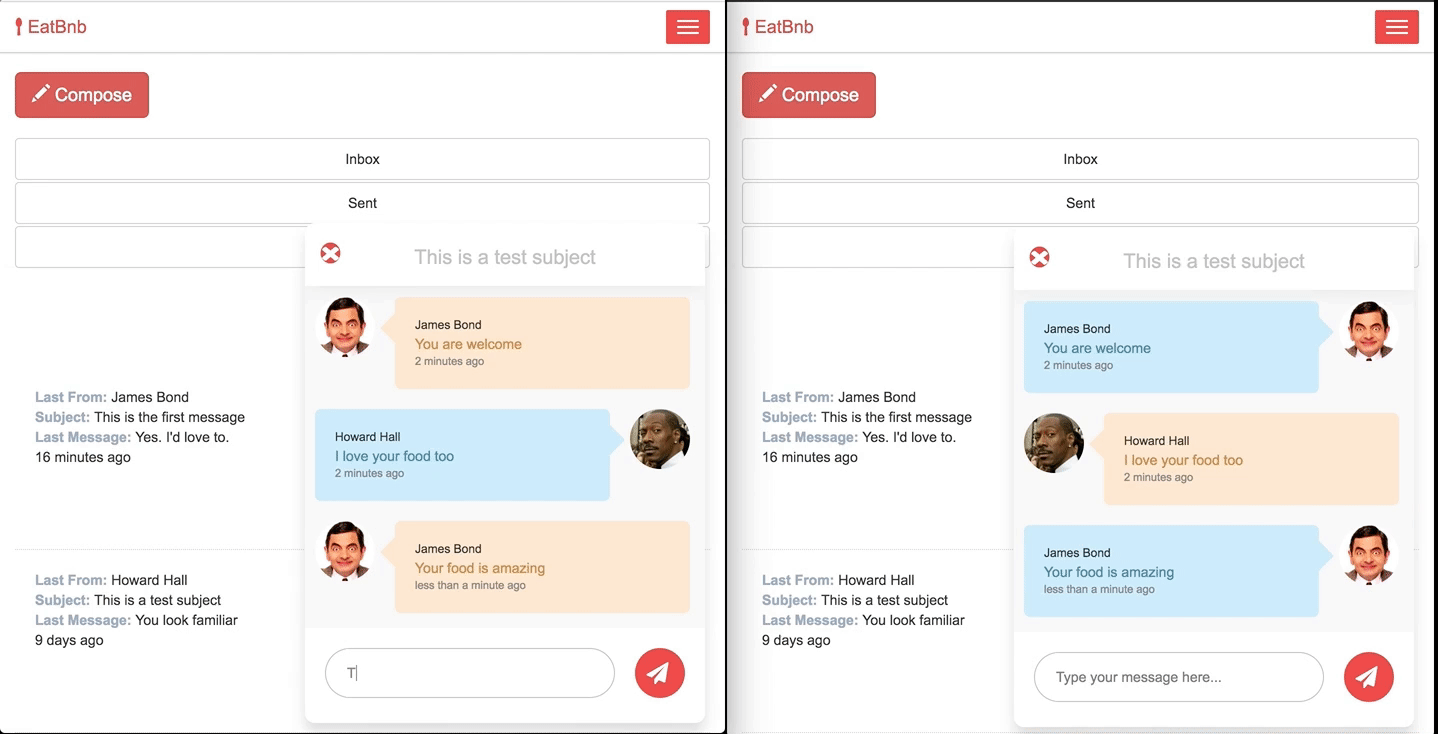 EatBnb
Compose
Inbox
Sent
This is a test subject
James Bond
You are welcome
2 minutes ago
Howard Hall
I love your food too
2 minutes ago
James Bond
Your food is amazing
less than a minute ago
T
Last From: James Bond
Subject: This is the first message
Last Message: Yes. I'd love to.
16 minutes ago
Last From: Howard Hall
Subject: This is a test subject
Last Message: You look familiar
9 days ago
EatBnb
Compose
Inbox
Sent
This is a test subject
James Bond
You are welcome
2 minutes ago
Howard Hall
I love your food too
2 minutes ago
James Bond
Your food is amazing
less than a minute ago
Type your message here...
Last From: James Bond
Subject: This is the first message
Last Message: Yes. I'd love to.
16 minutes ago
Last From: Howard Hall
Subject: This is a test subject
Last Message: You look familiar
9 days ago